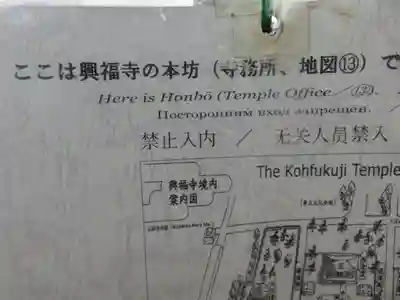 ここは興福寺の本坊（寺務所、地図⑬）で
Here is Honbō (Temple Office／⑬).
Посторонним вход запрещен. /
禁止入内 ／ 无关人员禁入
The Kohfukuji Temple
興福寺境内
案内図